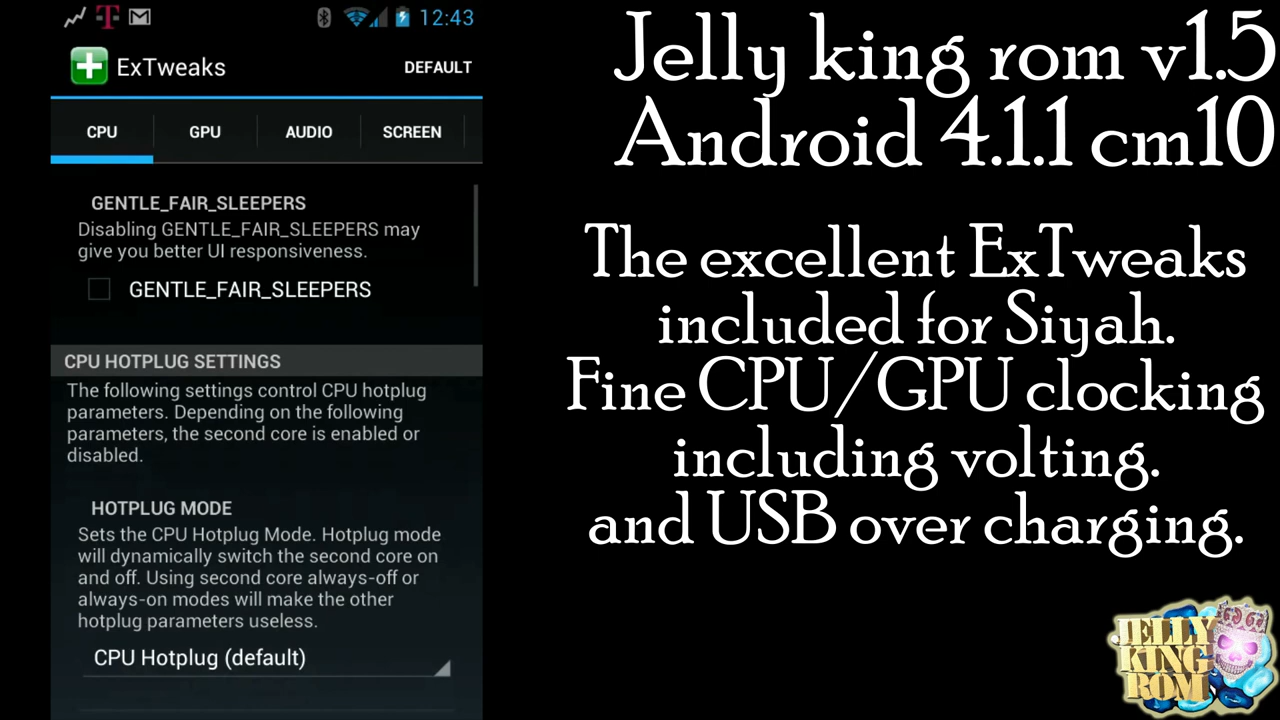 12:43
ExTweaks
DEFAULT
CPU
GPU
AUDIO
SCREEN
GENTLE_FAIR_SLEEPERS
Disabling GENTLE_FAIR_SLEEPERS may
give you better UI responsiveness.
GENTLE_FAIR_SLEEPERS
CPU HOTPLUG SETTINGS
The following settings control CPU hotplug
parameters. Depending on the following
parameters, the second core is enabled or
disabled.
HOTPLUG MODE
Sets the CPU Hotplug Mode. Hotplug mode
will dynamically switch the second core on
and off. Using second core always-off or
always-on modes will make the other
hotplug parameters useless.
CPU Hotplug (default)
Jelly king rom v1.5
Android 4.1.1 cm10
The excellent ExTweaks
included for Siyah.
Fine CPU/GPU clocking
including volting.
and USB over charging.
JELLY
KING
ROM